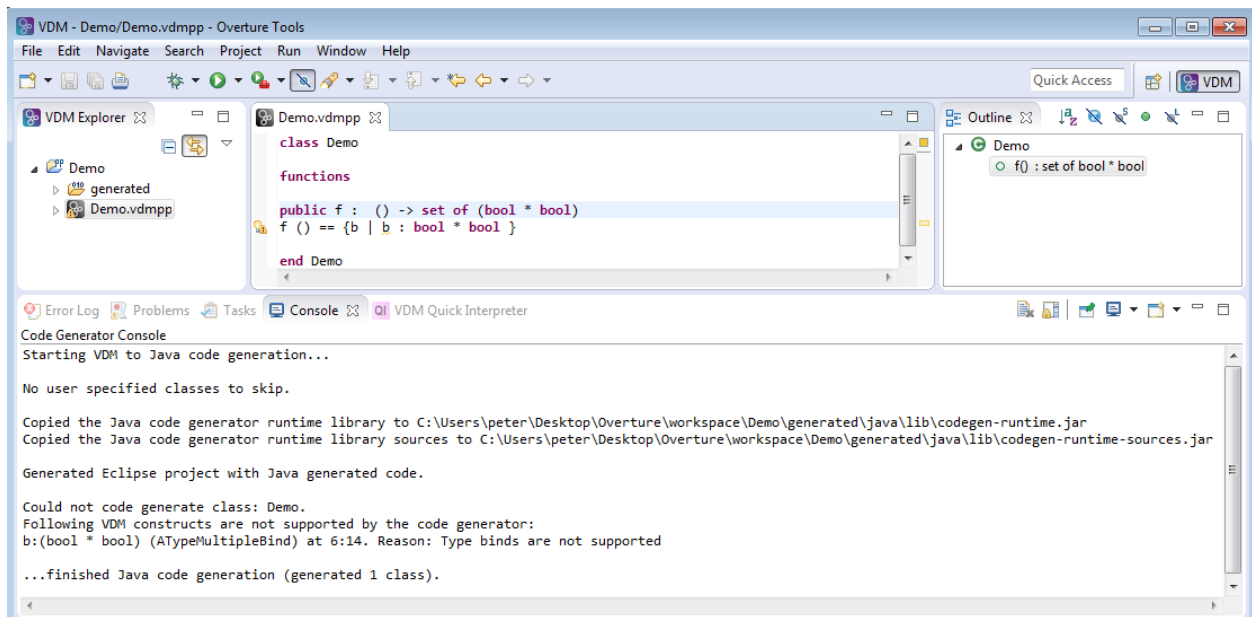 VDM - Demo/Demo.vdmpp - Overture Tools
File Edit Navigate Search Project Run Window Help
Quick Access
VDM
VDM Explorer
Demo
generated
Demo.vdmpp
Demo.vdmpp
class Demo
functions
public f : () -> set of (bool * bool)
f () == {b | b : bool * bool }
end Demo
Outline
Demo
f() : set of bool * bool
Error Log Problems Tasks Console QI VDM Quick Interpreter
Code Generator Console
Starting VDM to Java code generation...
No user specified classes to skip.
Copied the Java code generator runtime library to C:\Users\peter\Desktop\Overture\workspace\Demo\generated\java\lib\codegen-runtime.jar
Copied the Java code generator runtime library sources to C:\Users\peter\Desktop\Overture\workspace\Demo\generated\java\lib\codegen-runtime-sources.jar
Generated Eclipse project with Java generated code.
Could not code generate class: Demo.
Following VDM constructs are not supported by the code generator:
b:(bool * bool) (ATypeMultipleBind) at 6:14. Reason: Type binds are not supported
...finished Java code generation (generated 1 class).